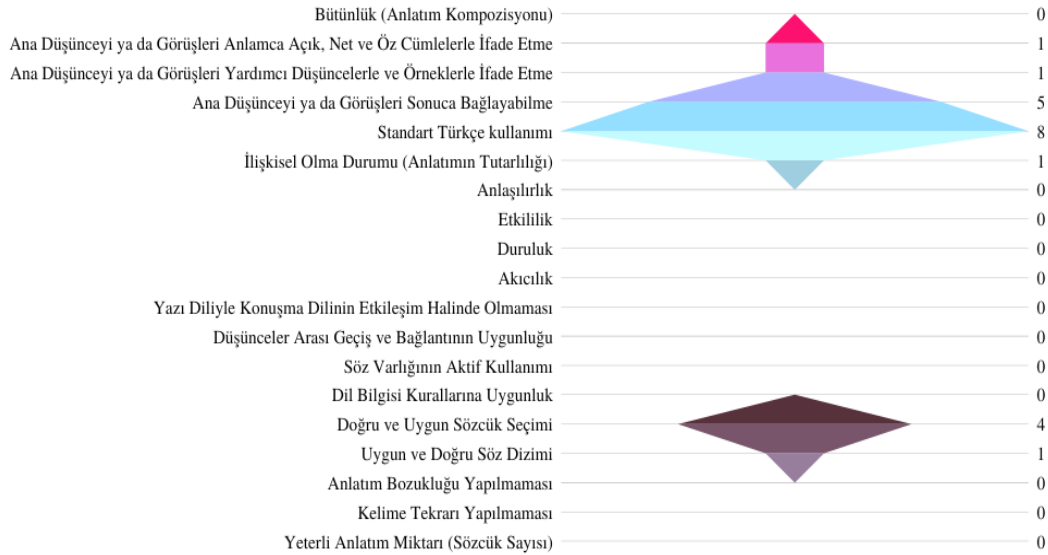 Bütünlük (Anlatım Kompozisyonu) 0
Ana Düşünceyi ya da Görüşleri Anlamca Açık, Net ve Öz Cümlelerle İfade Etme 1
Ana Düşünceyi ya da Görüşleri Yardımcı Düşüncelerle ve Örneklerle İfade Etme 1
Ana Düşünceyi ya da Görüşleri Sonuca Bağlayabilme 5
Standart Türkçe kullanımı 8
İlişkisel Olma Durumu (Anlatımın Tutarlılığı) 1
Anlaşılırlık 0
Etkililik 0
Duruluk 0
Akıcılık 0
Yazı Diliyle Konuşma Dilinin Etkileşim Halinde Olmaması 0
Düşünceler Arası Geçiş ve Bağlantının Uygunluğu 0
Söz Varlığının Aktif Kullanımı 0
Dil Bilgisi Kurallarına Uygunluk 0
Doğru ve Uygun Sözcük Seçimi 4
Uygun ve Doğru Söz Dizimi 1
Anlatım Bozukluğu Yapılmaması 0
Kelime Tekrarı Yapılmaması 0
Yeterli Anlatım Miktarı (Sözcük Sayısı) 0